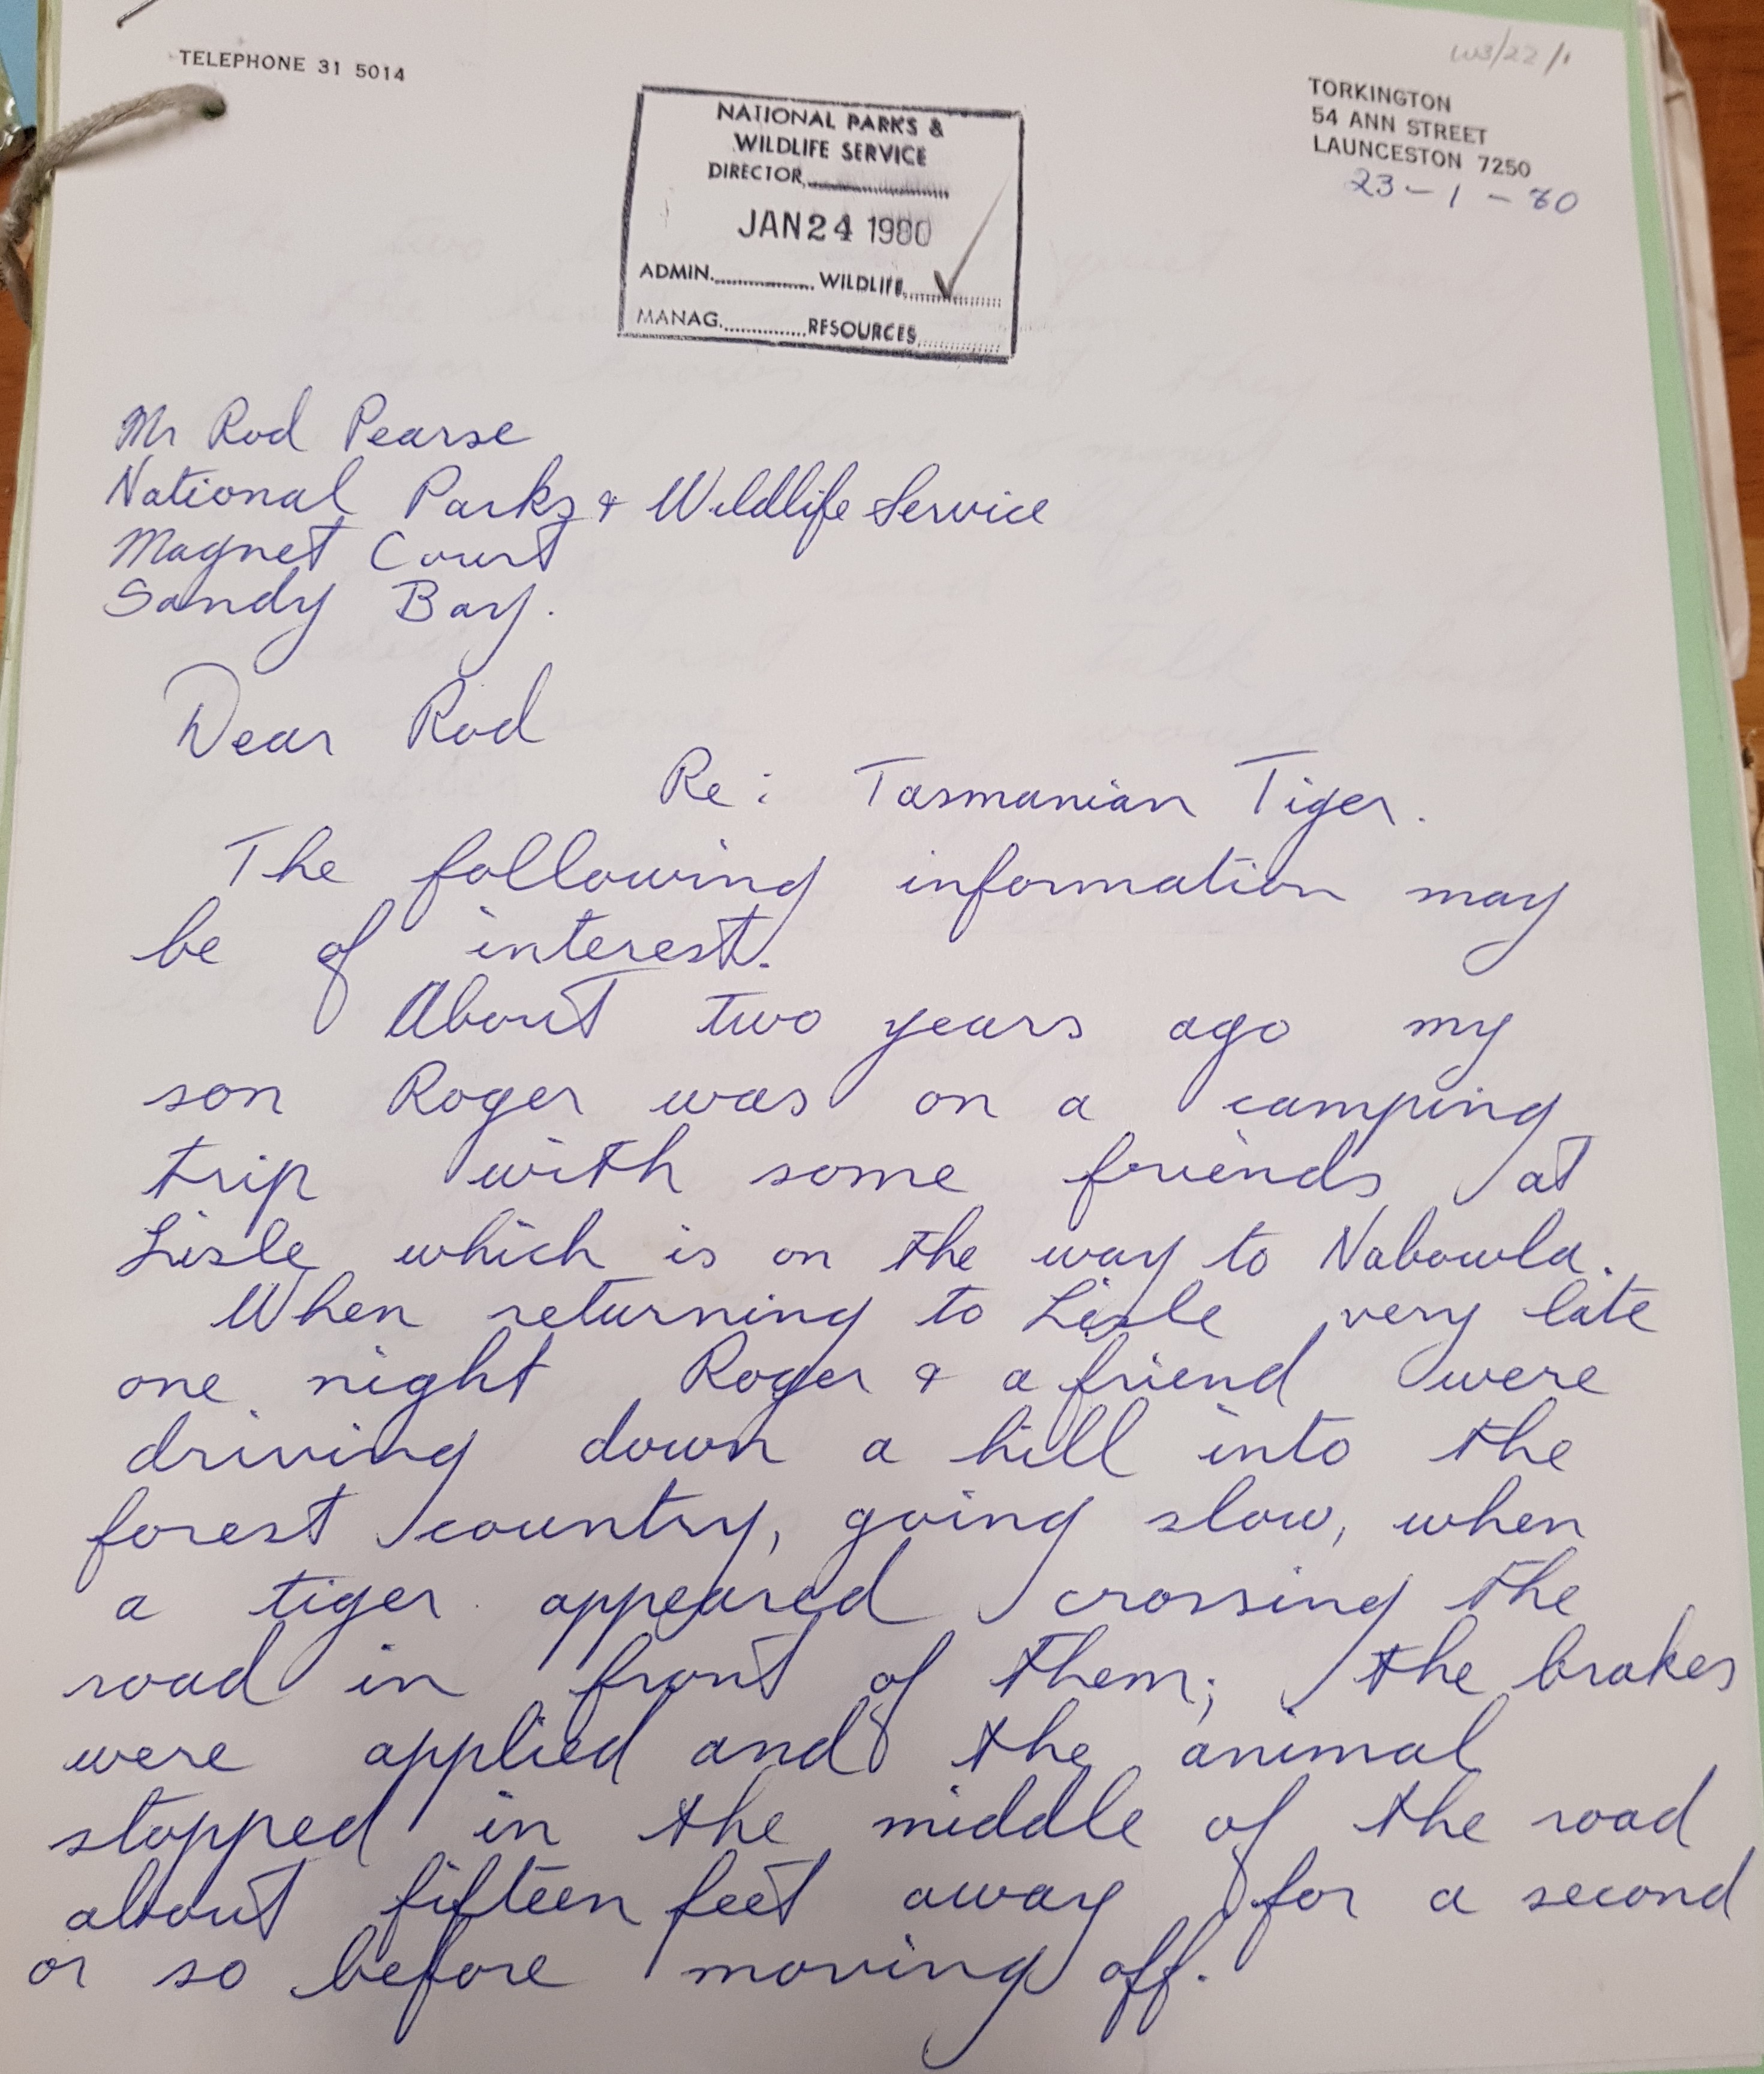 W3/22/1
TELEPHONE 31 5014
TORKINGTON
54 ANN STREET
LAUNCESTON 7250
23-1-80
NATIONAL PARKS &
WILDLIFE SERVICE
DIRECTOR
JAN 24 1980
ADMIN. WILDLIFE ✓
MANAG. RESOURCES
Mr Rod Pearse
National Parks & Wildlife Service
Magnet Court
Sandy Bay.
Dear Rod
Re: Tasmanian Tiger.
The following information may
be of interest.
About two years ago my
son Roger was on a camping
trip with some friends at
Lisle which is on the way to Nabowla.
When returning to Lisle very late
one night Roger & a friend were
driving down a hill into the
forest country, going slow, when
a tiger appeared crossing the
road in front of them; the brakes
were applied and the animal
stopped in the middle of the road
about fifteen feet away for a second
or so before moving off.